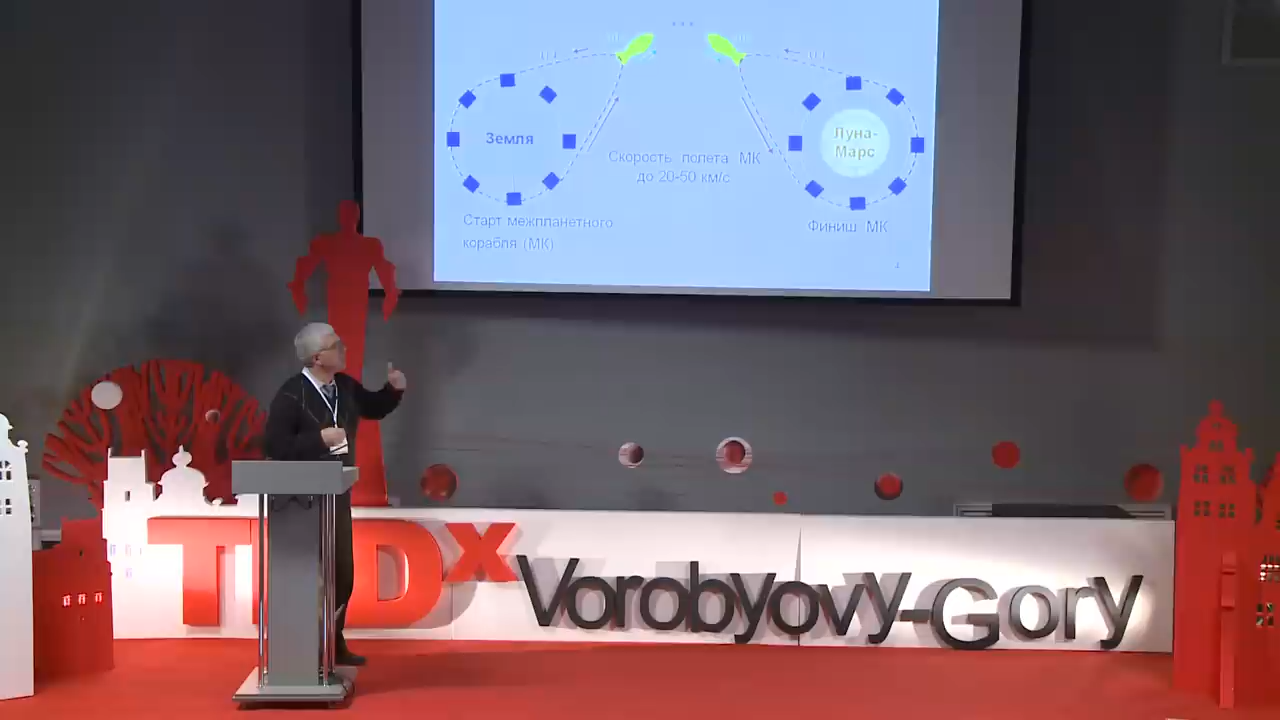 Земля
Луна-
Марс
Скорость полета МК
до 20-50 км/с
Старт межпланетного
корабля (МК)
Финиш МК
4
TEDx
Vorobyovy-Gory